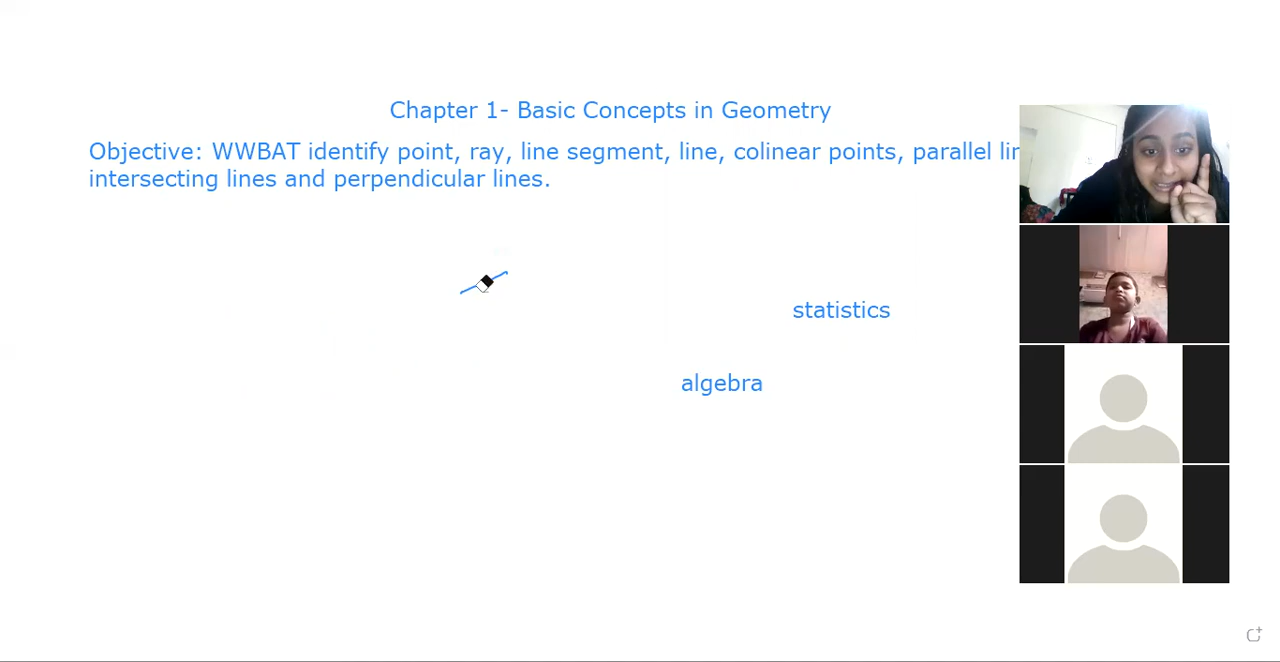 Chapter 1- Basic Concepts in Geometry
Objective: WWBAT identify point, ray, line segment, line, colinear points, parallel
intersecting lines and perpendicular lines.
statistics
algebra